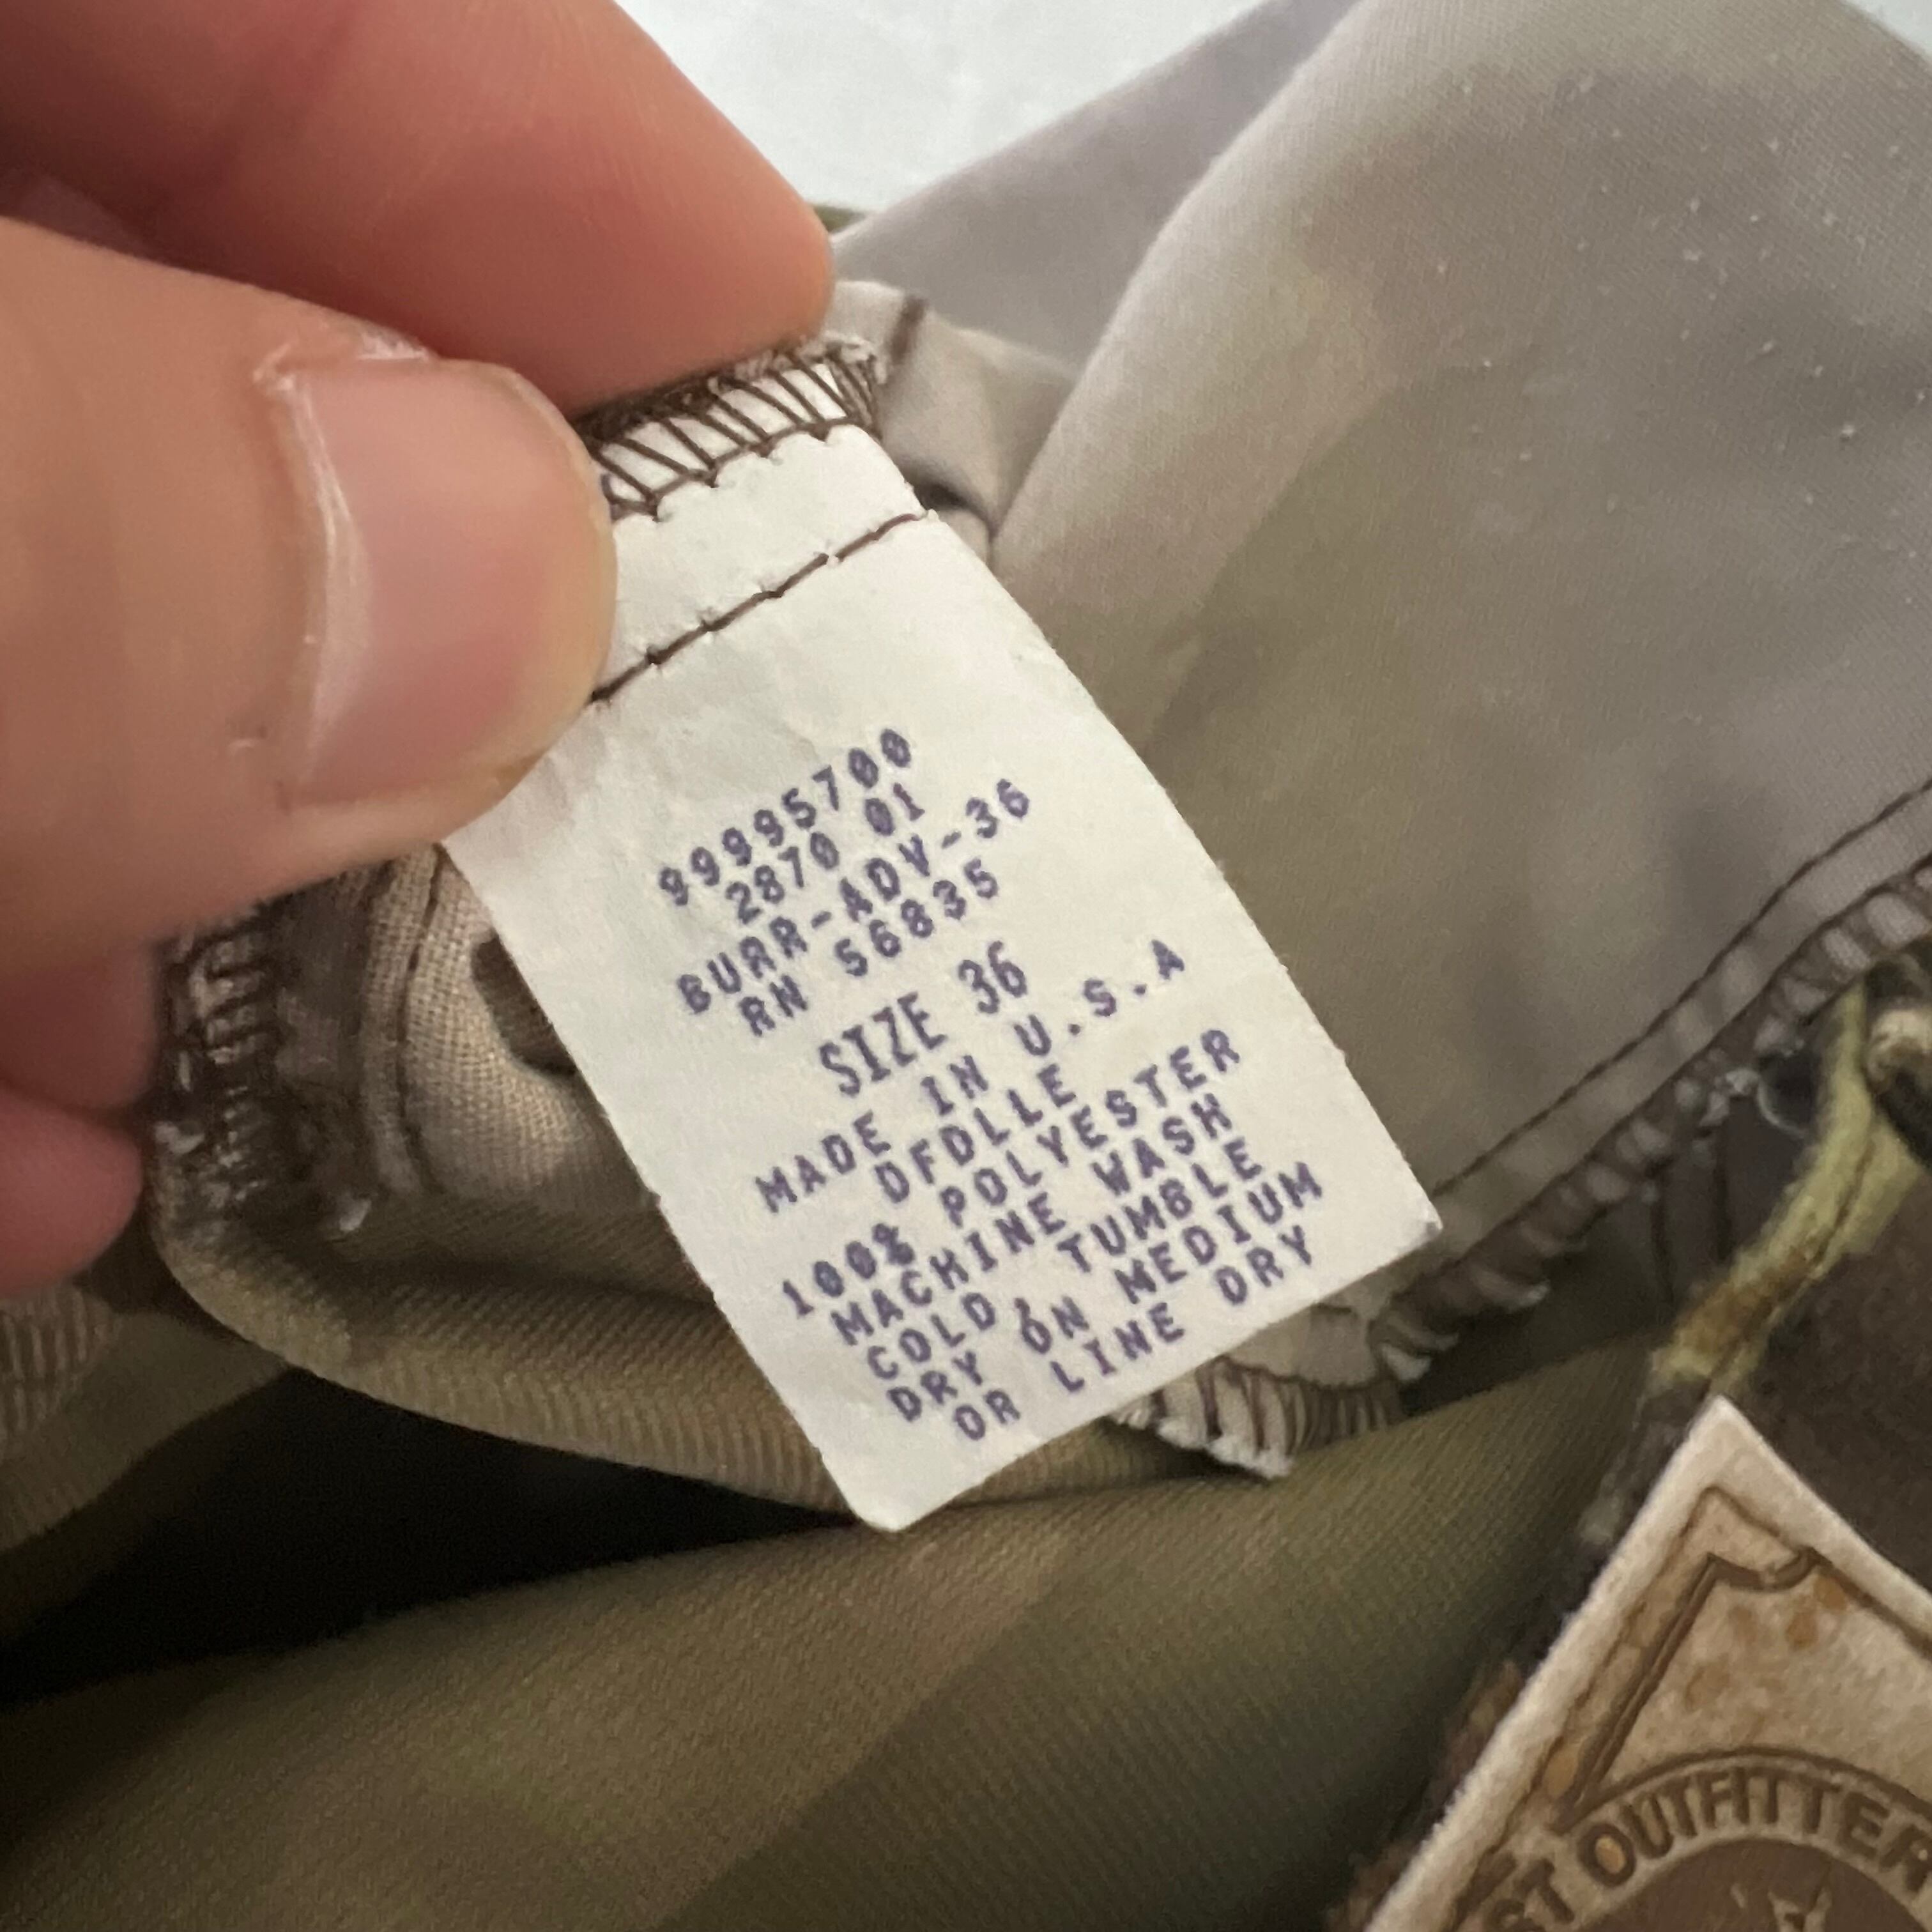 99995700
2870 01
BURR-ADV-36
RN 56835
SIZE 36
MADE IN U.S.A
DFDLLE
100% POLYESTER
MACHINE WASH
COLD, TUMBLE
DRY ON MEDIUM
OR LINE DRY
OUTFITTER